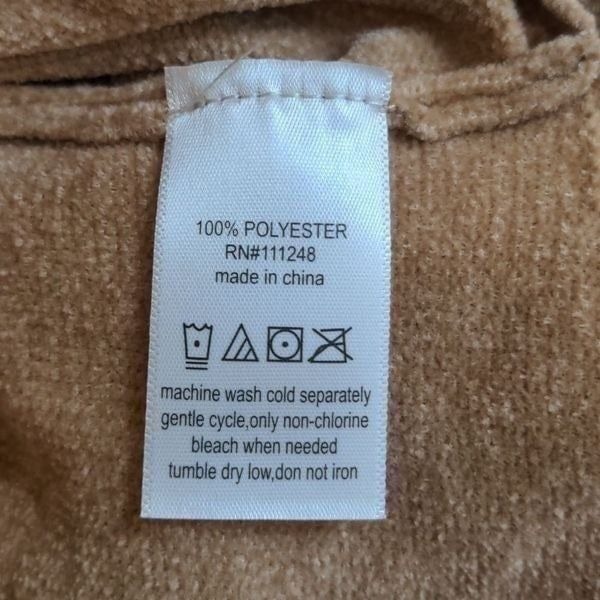 100% POLYESTER
RN#111248
made in china
machine wash cold separately
gentle cycle,only non-chlorine
bleach when needed
tumble dry low,don not iron